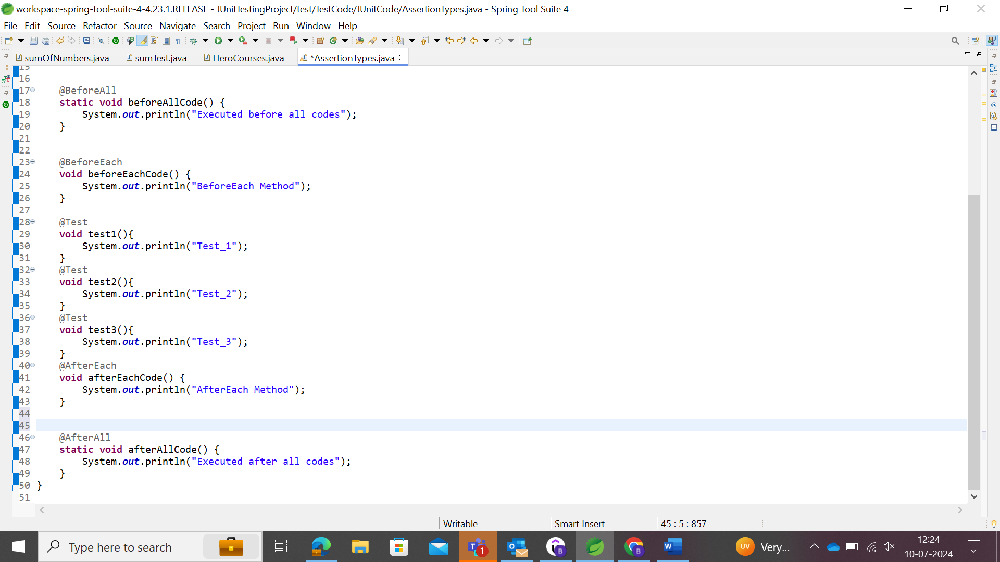 workspace-spring-tool-suite-4-4.23.1.RELEASE - JUnitTestingProject/test/TestCode/JUnitCode/AssertionTypes.java - Spring Tool Suite 4
File Edit Source Refactor Source Navigate Search Project Run Window Help
sumOfNumbers.java sumTest.java HeroCourses.java *AssertionTypes.java
15
16
17 @BeforeAll
18 static void beforeAllCode() {
19 System.out.println("Executed before all codes");
20 }
21
22
23 @BeforeEach
24 void beforeEachCode() {
25 System.out.println("BeforeEach Method");
26 }
27
28 @Test
29 void test1(){
30 System.out.println("Test_1");
31 }
32 @Test
33 void test2(){
34 System.out.println("Test_2");
35 }
36 @Test
37 void test3(){
38 System.out.println("Test_3");
39 }
40 @AfterEach
41 void afterEachCode() {
42 System.out.println("AfterEach Method");
43 }
44
45
46 @AfterAll
47 static void afterAllCode() {
48 System.out.println("Executed after all codes");
49 }
50 }
51
Writable Smart Insert 45 : 5 : 857
Type here to search
1
B
B
UV Very...
12:24
10-07-2024